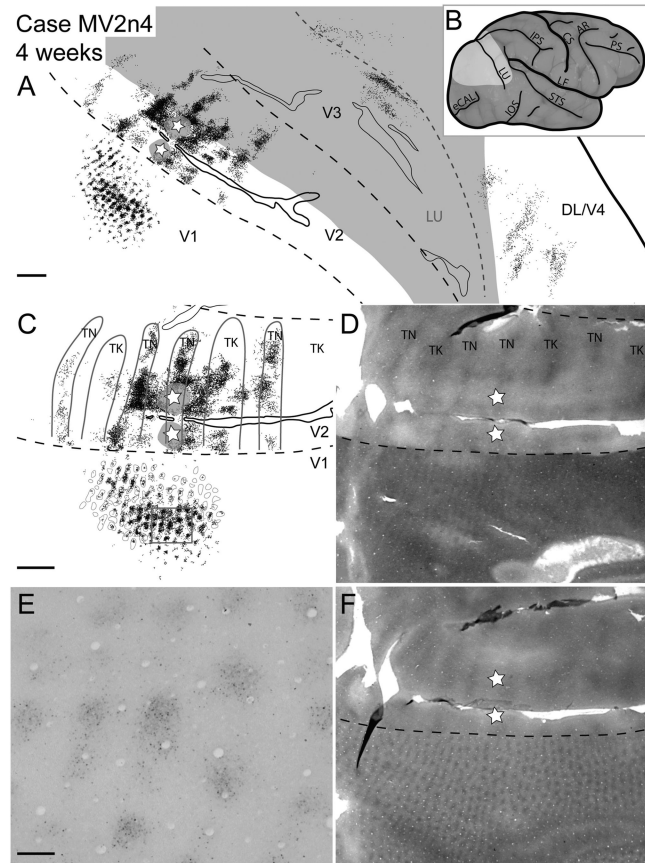 Case MV2n4
4 weeks
A
B
IPS
Cs
AR
PS
LU
LF
STS
eCAL
IOS
V3
LU
V1
V2
DL/V4
C
TN
TK
TN
TN
TK
TN
TK
V2
V1
D
TN
TK
TN
TN
TK
TN
TK
E
F